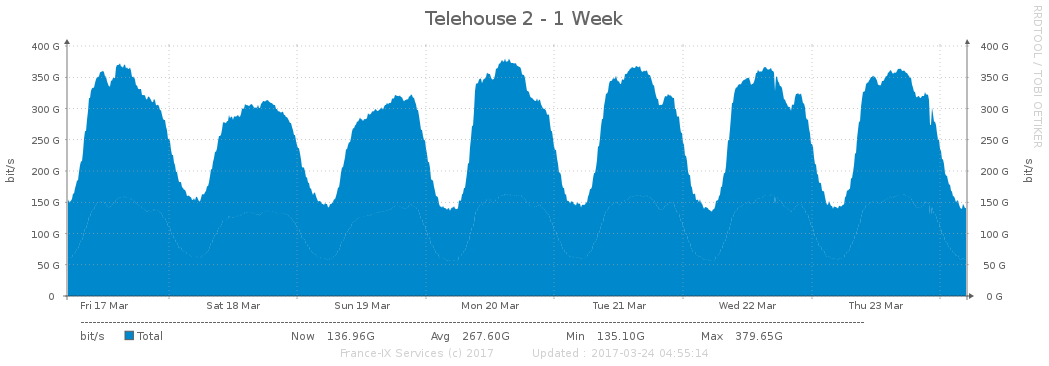 Telehouse 2 - 1 Week
RRDTOOL / TOBI OETIKER
400 G 400 G
350 G 350 G
300 G 300 G
250 G 250 G
200 G 200 G
150 G 150 G
100 G 100 G
50 G 50 G
0 0 G
bit/s bit/s
Fri 17 Mar Sat 18 Mar Sun 19 Mar Mon 20 Mar Tue 21 Mar Wed 22 Mar Thu 23 Mar
bit/s Total Now 136.96G Avg 267.60G Min 135.10G Max 379.65G
France-IX Services (c) 2017 Updated : 2017-03-24 04:55:14